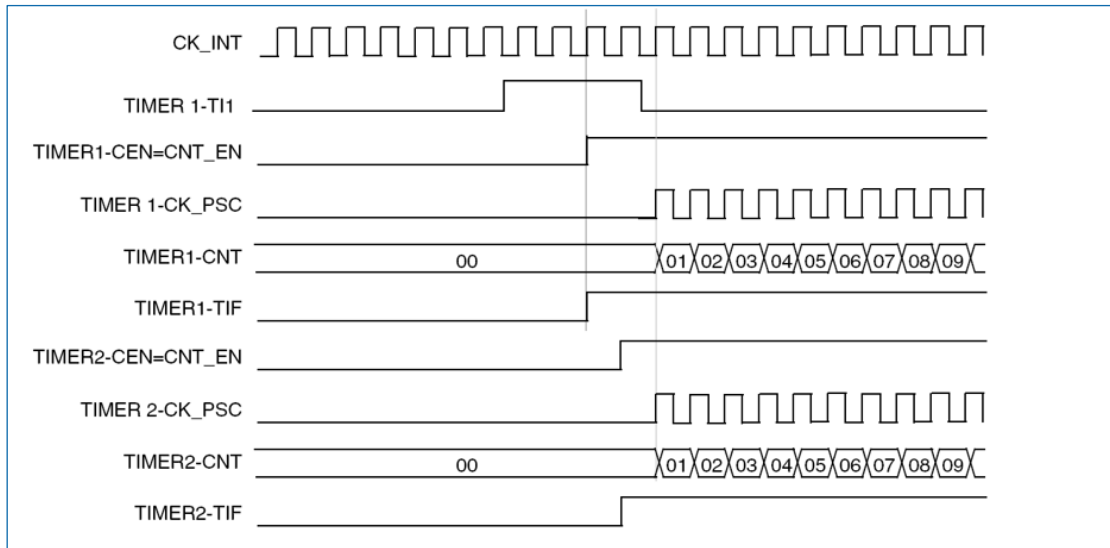 CK_INT
TIMER 1-TI1
TIMER1-CEN=CNT_EN
TIMER 1-CK_PSC
TIMER1-CNT 00 01 02 03 04 05 06 07 08 09
TIMER1-TIF
TIMER2-CEN=CNT_EN
TIMER 2-CK_PSC
TIMER2-CNT 00 01 02 03 04 05 06 07 08 09
TIMER2-TIF